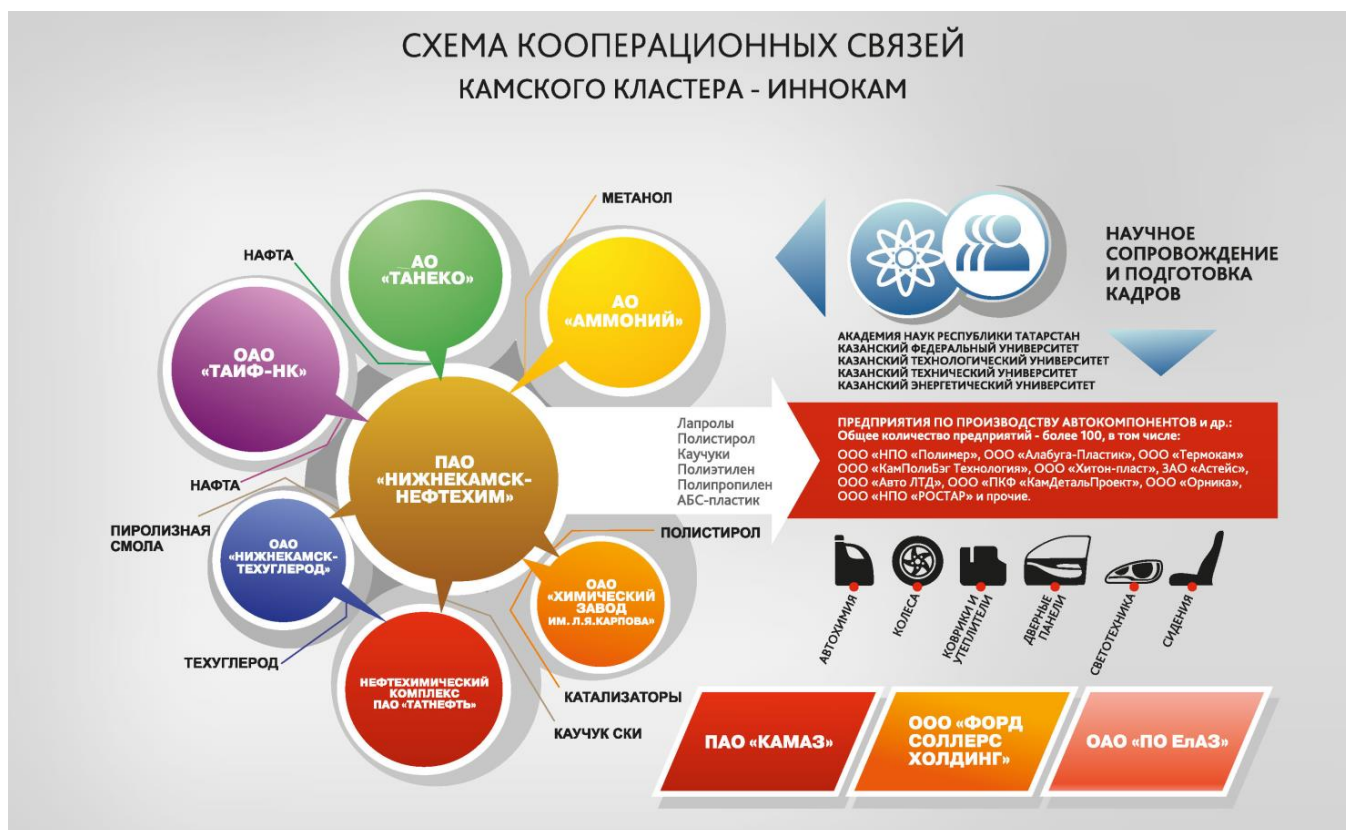 СХЕМА КООПЕРАЦИОННЫХ СВЯЗЕЙ
КАМСКОГО КЛАСТЕРА - ИННОКАМ
МЕТАНОЛ
НАФТА
АО
«ТАНЕКО»
АО
«АММОНИЙ»
ОАО
«ТАИФ-НК»
ПАО
«НИЖНЕКАМСК-
НЕФТЕХИМ»
НАФТА
ПИРОЛИЗНАЯ
СМОЛА
ОАО
«НИЖНЕКАМСК-
ТЕХУГЛЕРОД»
ТЕХУГЛЕРОД
НЕФТЕХИМИЧЕСКИЙ
КОМПЛЕКС
ПАО «ТАТНЕФТЬ»
ПОЛИСТИРОЛ
ОАО
«ХИМИЧЕСКИЙ
ЗАВОД
ИМ. Л.Я.КАРПОВА»
КАТАЛИЗАТОРЫ
КАУЧУК СКИ
Лапролы
Полистирол
Каучуки
Полиэтилен
Полипропилен
АБС-пластик
НАУЧНОЕ
СОПРОВОЖДЕНИЕ
И ПОДГОТОВКА
КАДРОВ
АКАДЕМИЯ НАУК РЕСПУБЛИКИ ТАТАРСТАН
КАЗАНСКИЙ ФЕДЕРАЛЬНЫЙ УНИВЕРСИТЕТ
КАЗАНСКИЙ ТЕХНОЛОГИЧЕСКИЙ УНИВЕРСИТЕТ
КАЗАНСКИЙ ТЕХНИЧЕСКИЙ УНИВЕРСИТЕТ
КАЗАНСКИЙ ЭНЕРГЕТИЧЕСКИЙ УНИВЕРСИТЕТ
ПРЕДПРИЯТИЯ ПО ПРОИЗВОДСТВУ АВТОКОМПОНЕНТОВ и др.:
Общее количество предприятий - более 100, в том числе:
ООО «НПО «Полимер», ООО «Алабуга-Пластик», ООО «Термокам»
ООО «КамПолиБэг Технология», ООО «Хитон-пласт», ЗАО «Астейс»,
ООО «Авто ЛТД», ООО «ПКФ «КамДетальПроект», ООО «Орника»,
ООО «НПО «РОСТАР» и прочие.
АВТОХИМИЯ
КОЛЕСА
КОВРИКИ И
УТЕПЛИТЕЛИ
ДВЕРНЫЕ
ПАНЕЛИ
СВЕТОТЕХНИКА
СИДЕНИЯ
ПАО «КАМАЗ»
ООО «ФОРД
СОЛЛЕРС
ХОЛДИНГ»
ОАО «ПО ЕлАЗ»